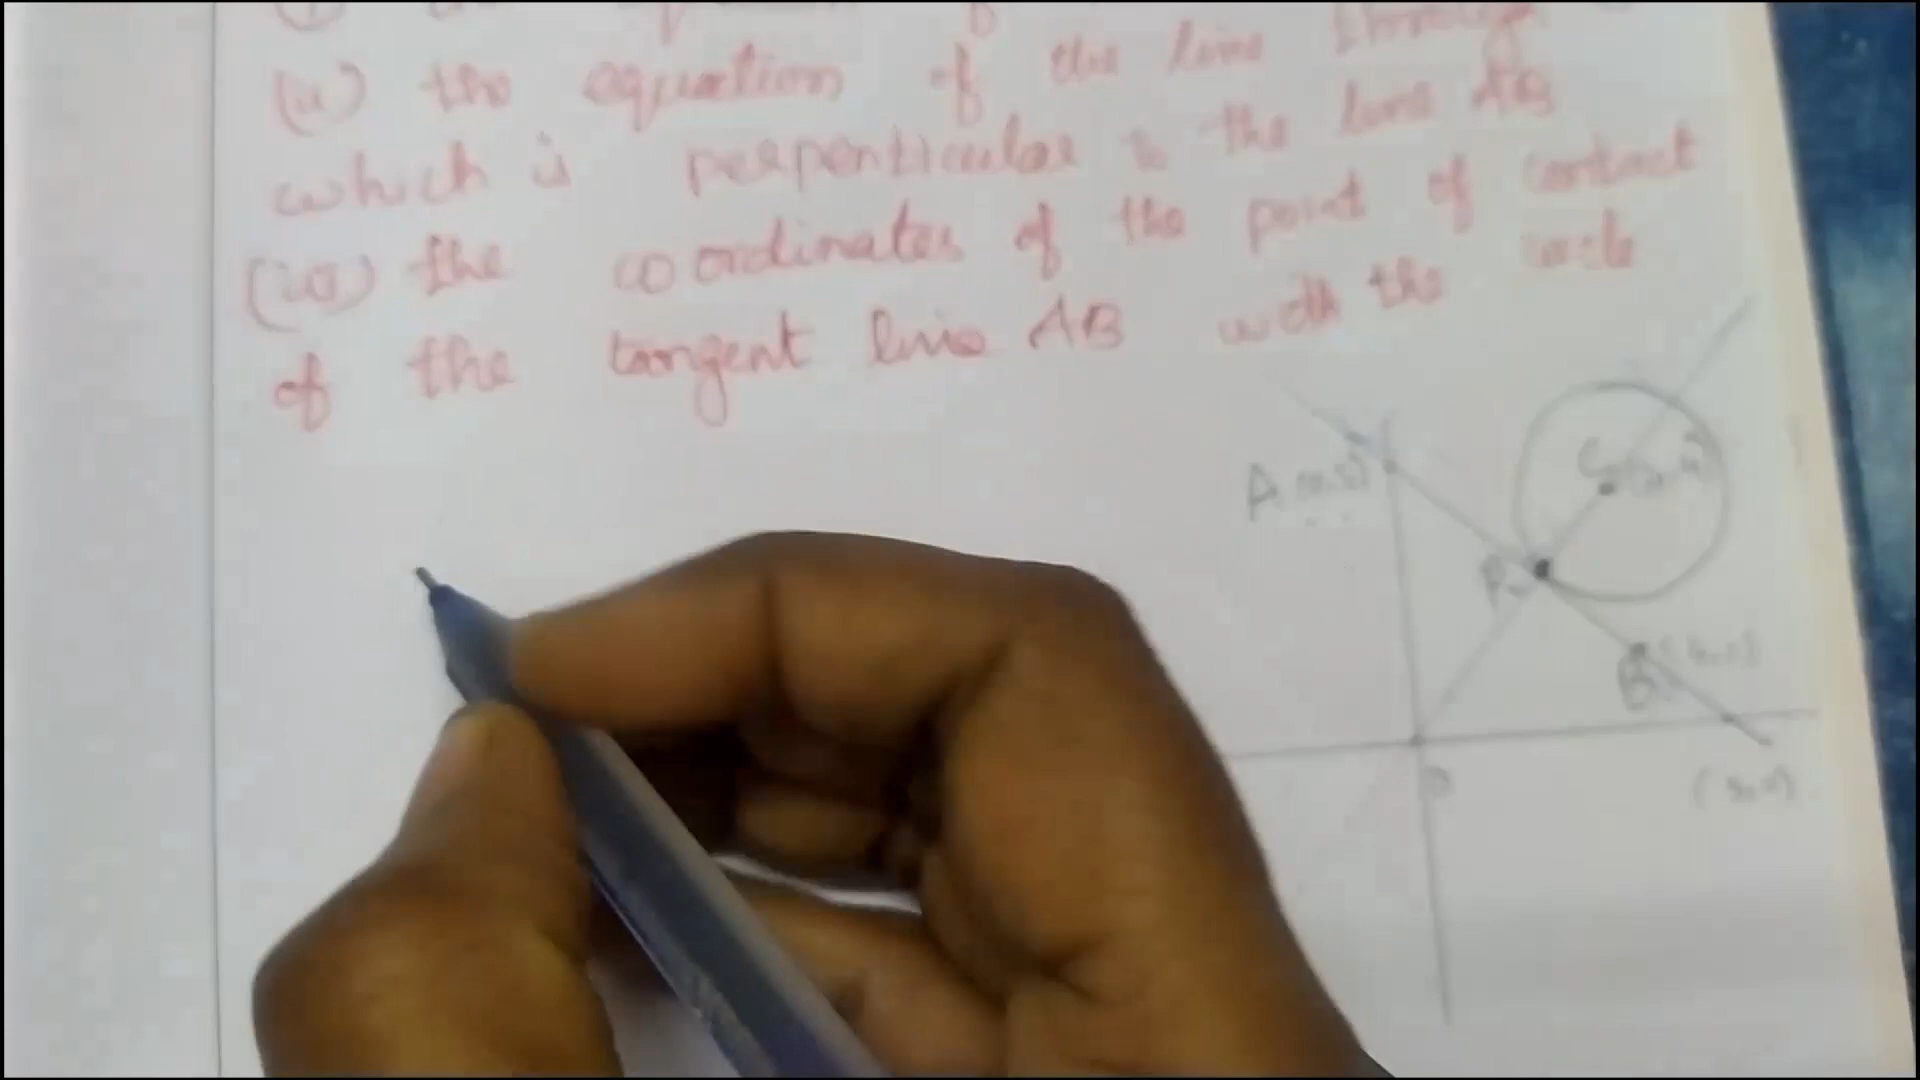 (ii) the equation of the line through
which is perpenticular to the line AB
(iii) the coordinates of the point of contact
of the tangent line AB with the circle
A
C
P
B